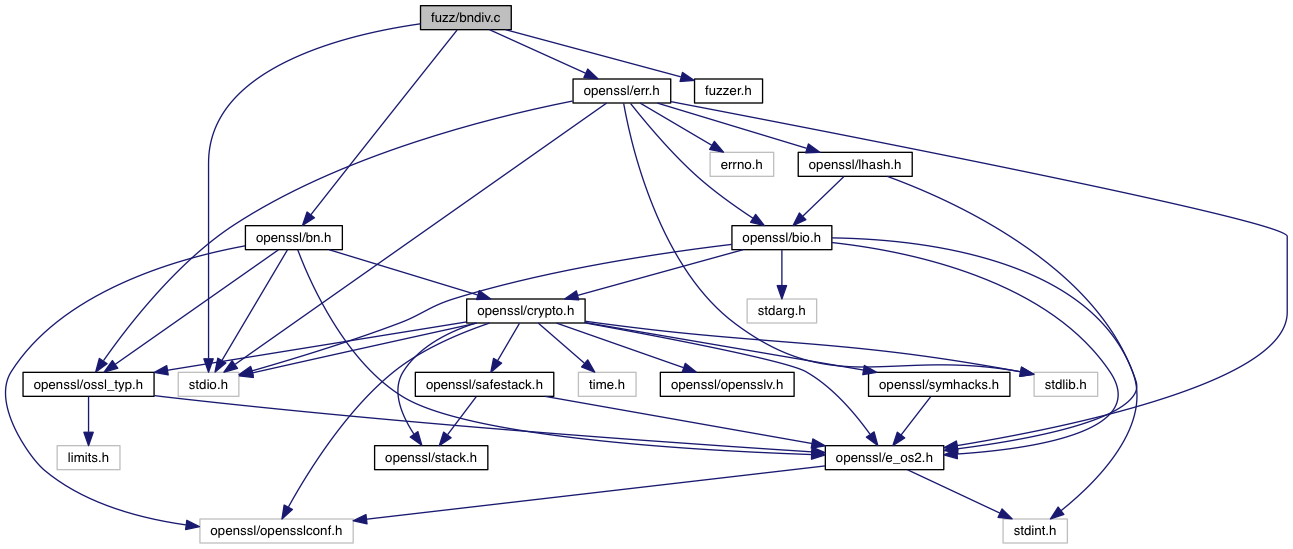 fuzz/bndiv.c
openssl/err.h
fuzzer.h
errno.h
openssl/lhash.h
openssl/bn.h
openssl/bio.h
openssl/crypto.h
stdarg.h
openssl/ossl_typ.h
stdio.h
openssl/safestack.h
time.h
openssl/opensslv.h
openssl/symhacks.h
stdlib.h
limits.h
openssl/stack.h
openssl/e_os2.h
openssl/opensslconf.h
stdint.h